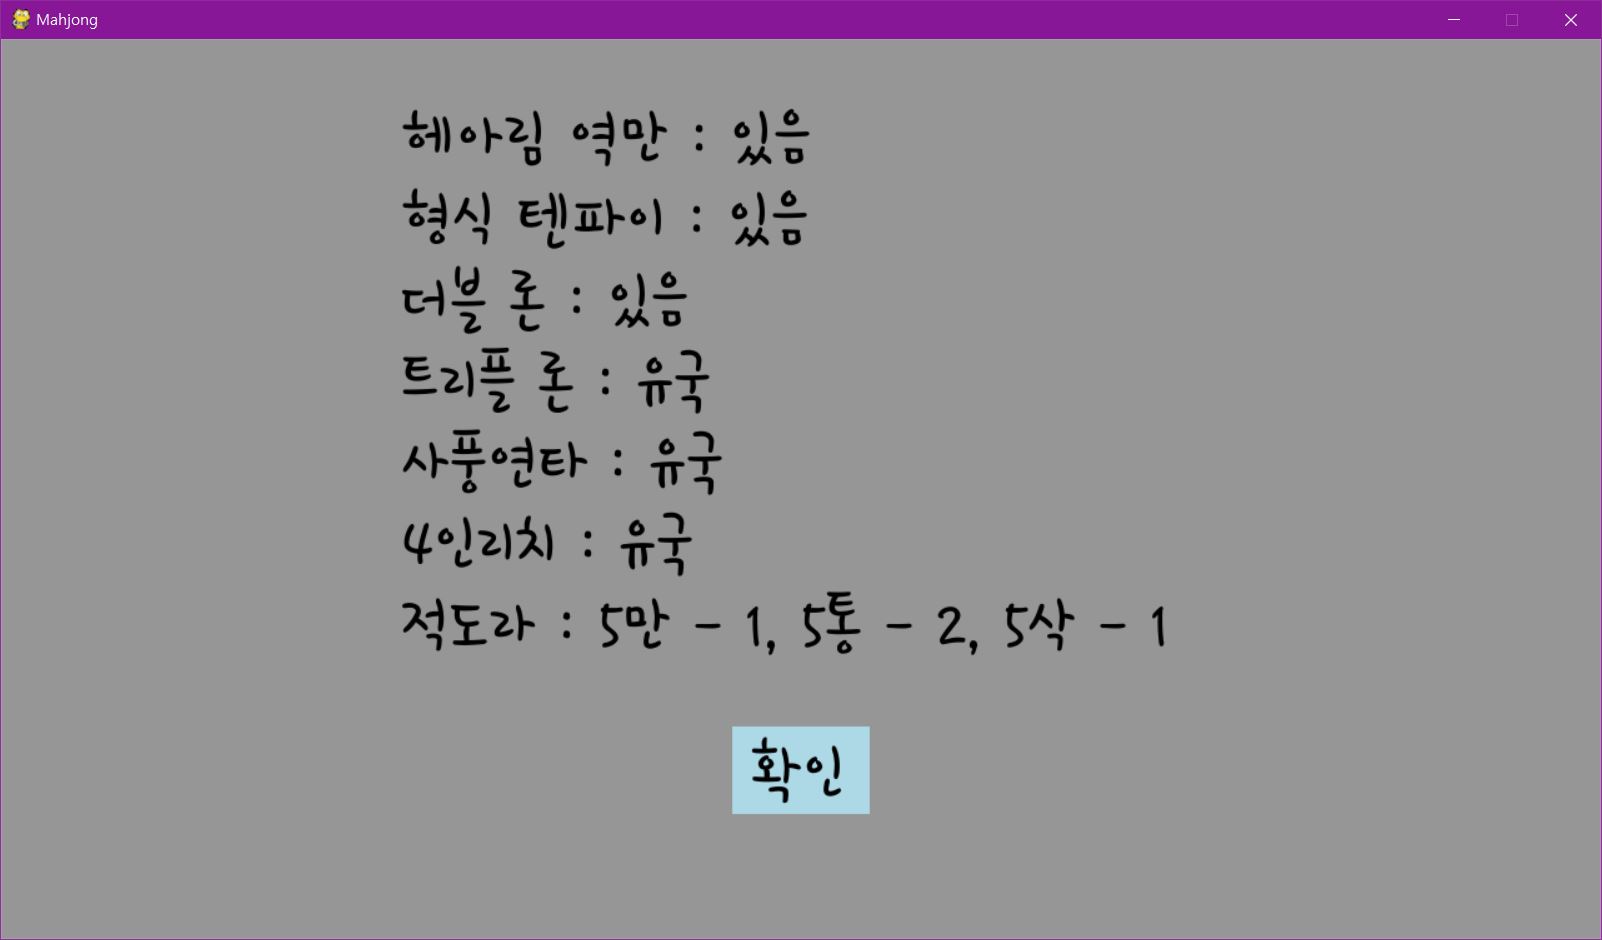 Mahjong
헤아림 역만 : 있음
형식 텐파이 : 있음
더블 론 : 있음
트리플 론 : 유국
사풍연타 : 유국
4인리치 : 유국
적도라 : 5만 - 1, 5통 - 2, 5삭 - 1
확인